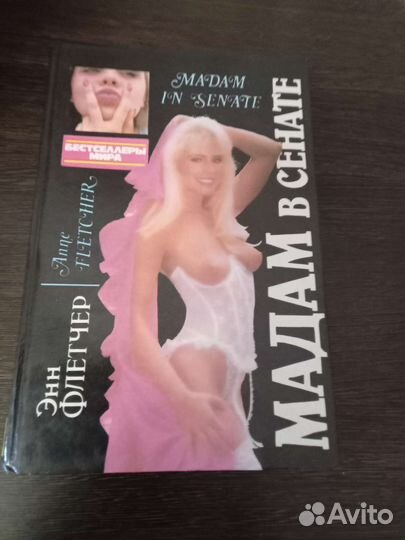 MADAM
IN SENATE
БЕСТСЕЛЛЕРЫ
МИРА
Энн
ФЛЕТЧЕР
Anne
FLETCHER
МАДАМ В СЕНАТЕ
Avito